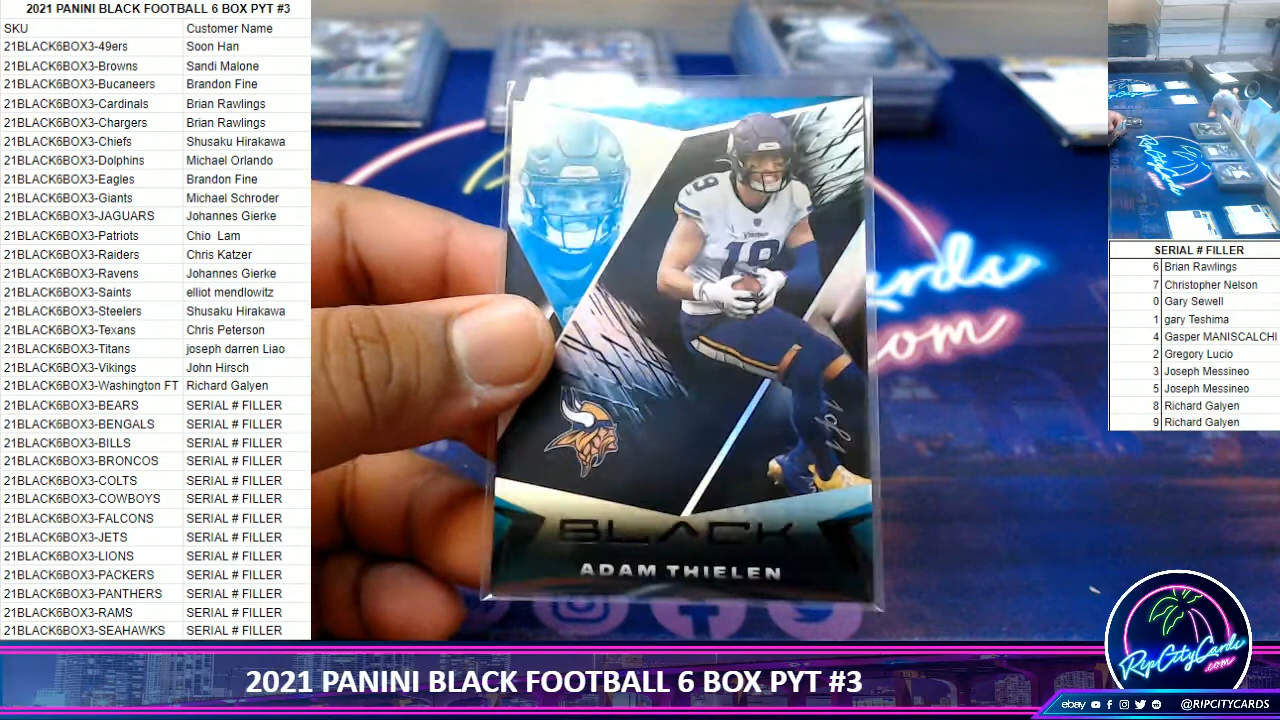 2021 PANINI BLACK FOOTBALL 6 BOX PYT #3
SKU Customer Name
21BLACK6BOX3-49ers Soon Han
21BLACK6BOX3-Browns Sandi Malone
21BLACK6BOX3-Bucaneers Brandon Fine
21BLACK6BOX3-Cardinals Brian Rawlings
21BLACK6BOX3-Chargers Brian Rawlings
21BLACK6BOX3-Chiefs Shusaku Hirakawa
21BLACK6BOX3-Dolphins Michael Orlando
21BLACK6BOX3-Eagles Brandon Fine
21BLACK6BOX3-Giants Michael Schroder
21BLACK6BOX3-JAGUARS Johannes Gierke
21BLACK6BOX3-Patriots Chio Lam
21BLACK6BOX3-Raiders Chris Katzer
21BLACK6BOX3-Ravens Johannes Gierke
21BLACK6BOX3-Saints elliot mendlowitz
21BLACK6BOX3-Steelers Shusaku Hirakawa
21BLACK6BOX3-Texans Chris Peterson
21BLACK6BOX3-Titans joseph darren Liao
21BLACK6BOX3-Vikings John Hirsch
21BLACK6BOX3-Washington FT Richard Galyen
21BLACK6BOX3-BEARS SERIAL # FILLER
21BLACK6BOX3-BENGALS SERIAL # FILLER
21BLACK6BOX3-BILLS SERIAL # FILLER
21BLACK6BOX3-BRONCOS SERIAL # FILLER
21BLACK6BOX3-COLTS SERIAL # FILLER
21BLACK6BOX3-COWBOYS SERIAL # FILLER
21BLACK6BOX3-FALCONS SERIAL # FILLER
21BLACK6BOX3-JETS SERIAL # FILLER
21BLACK6BOX3-LIONS SERIAL # FILLER
21BLACK6BOX3-PACKERS SERIAL # FILLER
21BLACK6BOX3-PANTHERS SERIAL # FILLER
21BLACK6BOX3-RAMS SERIAL # FILLER
21BLACK6BOX3-SEAHAWKS SERIAL # FILLER
19
19
1of1
BLACK
ADAM THIELEN
SERIAL # FILLER
6 Brian Rawlings
7 Christopher Nelson
0 Gary Sewell
1 gary Teshima
4 Gasper MANISCALCHI
2 Gregory Lucio
3 Joseph Messineo
5 Joseph Messineo
8 Richard Galyen
9 Richard Galyen
2021 PANINI BLACK FOOTBALL 6 BOX PYT #3
RipCityCards
.com
ebay @RIPCITYCARDS